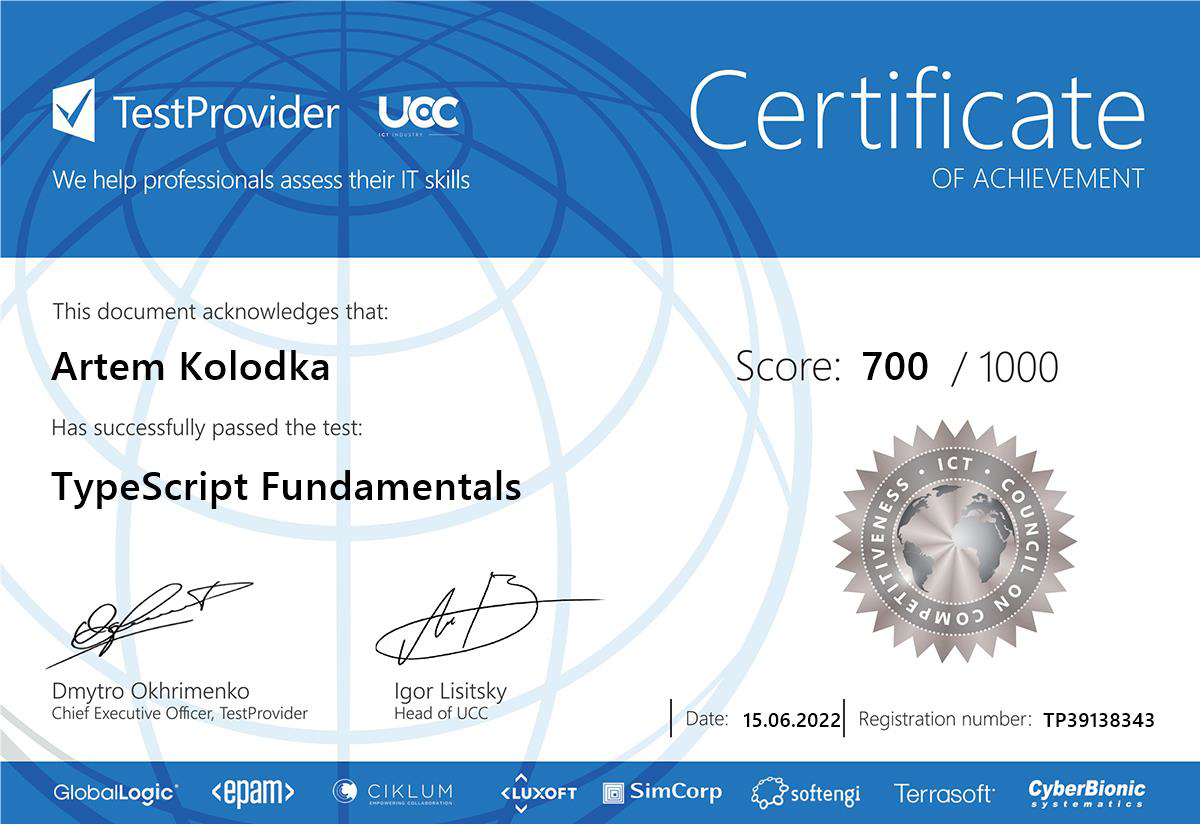 TestProvider
UCC
ICT INDUSTRY
We help professionals assess their IT skills
Certificate
OF ACHIEVEMENT
This document acknowledges that:
Artem Kolodka
Score: 700 / 1000
Has successfully passed the test:
TypeScript Fundamentals
· ICT · COUNCIL ON COMPETITIVENESS
Dmytro Okhrimenko
Chief Executive Officer, TestProvider
Igor Lisitsky
Head of UCC
Date: 15.06.2022
Registration number: TP39138343
GlobalLogic®
<epam>
CIKLUM
EMPOWERING COLLABORATION
LUXOFT
SimCorp
softengi
Terrasoft
CyberBionic
systematics